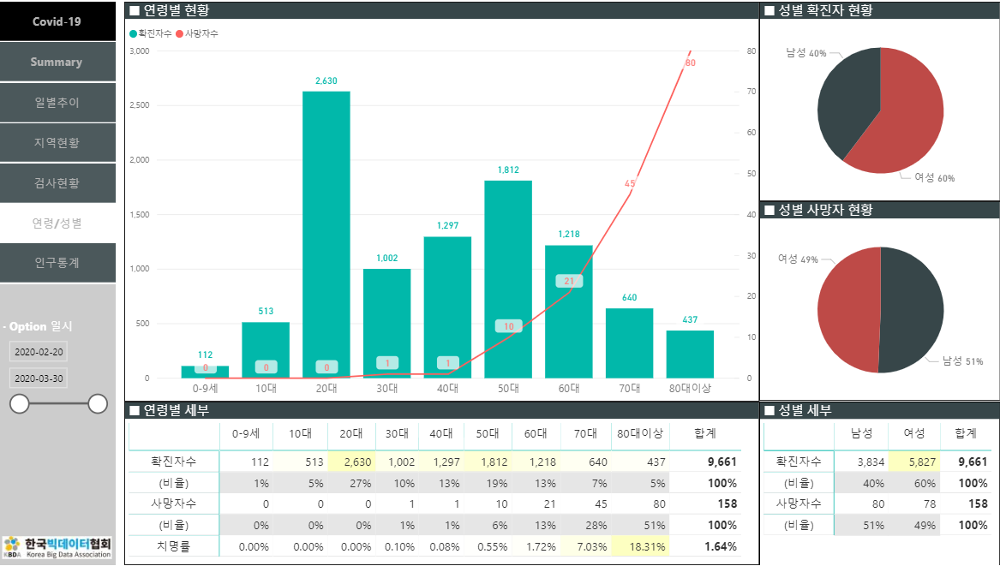 Covid-19
Summary
일별추이
지역현황
검사현황
연령/성별
인구통계
- Option 일시
2020-02-20
2020-03-30
한국빅데이터협회
KBDA Korea Big Data Association
■ 연령별 현황
확진자수 사망자수
3,000
2,500
2,000
1,500
1,000
500
0
80
70
60
50
40
30
20
10
0
112
513
2,630
1,002
1,297
1,812
1,218
640
437
0
0
0
1
1
10
21
45
80
0-9세 10대 20대 30대 40대 50대 60대 70대 80대이상
■ 성별 확진자 현황
남성 40%
여성 60%
■ 성별 사망자 현황
여성 49%
남성 51%
■ 연령별 세부
0-9세 10대 20대 30대 40대 50대 60대 70대 80대이상 합계
확진자수 112 513 2,630 1,002 1,297 1,812 1,218 640 437 9,661
(비율) 1% 5% 27% 10% 13% 19% 13% 7% 5% 100%
사망자수 0 0 0 1 1 10 21 45 80 158
(비율) 0% 0% 0% 1% 1% 6% 13% 28% 51% 100%
치명률 0.00% 0.00% 0.00% 0.10% 0.08% 0.55% 1.72% 7.03% 18.31% 1.64%
■ 성별 세부
남성 여성 합계
확진자수 3,834 5,827 9,661
(비율) 40% 60% 100%
사망자수 80 78 158
(비율) 51% 49% 100%